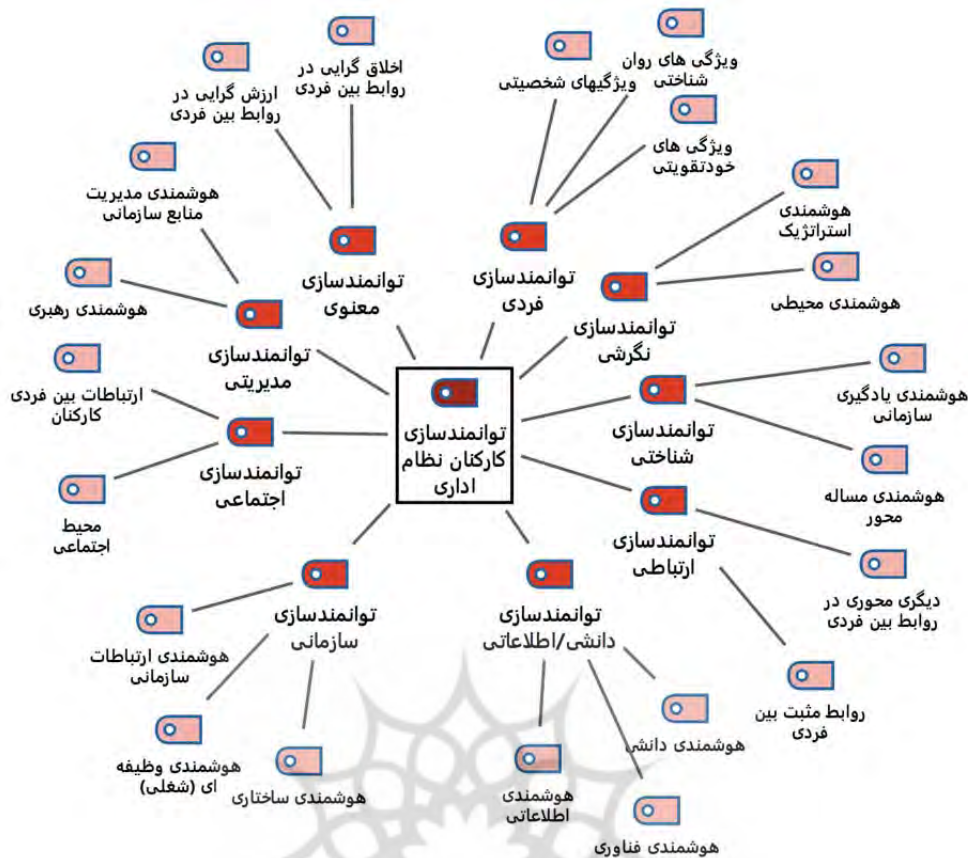 اخلاق گرایی در
روابط بین فردی
ارزش گرایی در
روابط بین فردی
ویژگی های روان
شناختی
ویژگیهای شخصیتی
ویژگی های
خودتقویتی
هوشمندی مدیریت
منابع سازمانی
هوشمندی
استراتژیک
توانمندسازی
معنوی
توانمندسازی
فردی
هوشمندی محیطی
هوشمندی رهبری
توانمندسازی
نگرشی
توانمندسازی
مدیریتی
ارتباطات بین فردی
کارکنان
هوشمندی یادگیری
سازمانی
توانمندسازی
کارکنان نظام
اداری
توانمندسازی
شناختی
توانمندسازی
اجتماعی
هوشمندی مساله
محور
محیط
اجتماعی
توانمندسازی
ارتباطی
دیگری محوری در
روابط بین فردی
توانمندسازی
دانشی/اطلاعاتی
توانمندسازی
سازمانی
هوشمندی ارتباطات
سازمانی
روابط مثبت بین
فردی
هوشمندی دانشی
هوشمندی وظیفه
ای (شغلی)
هوشمندی ساختاری
هوشمندی
اطلاعاتی
هوشمندی فناوری